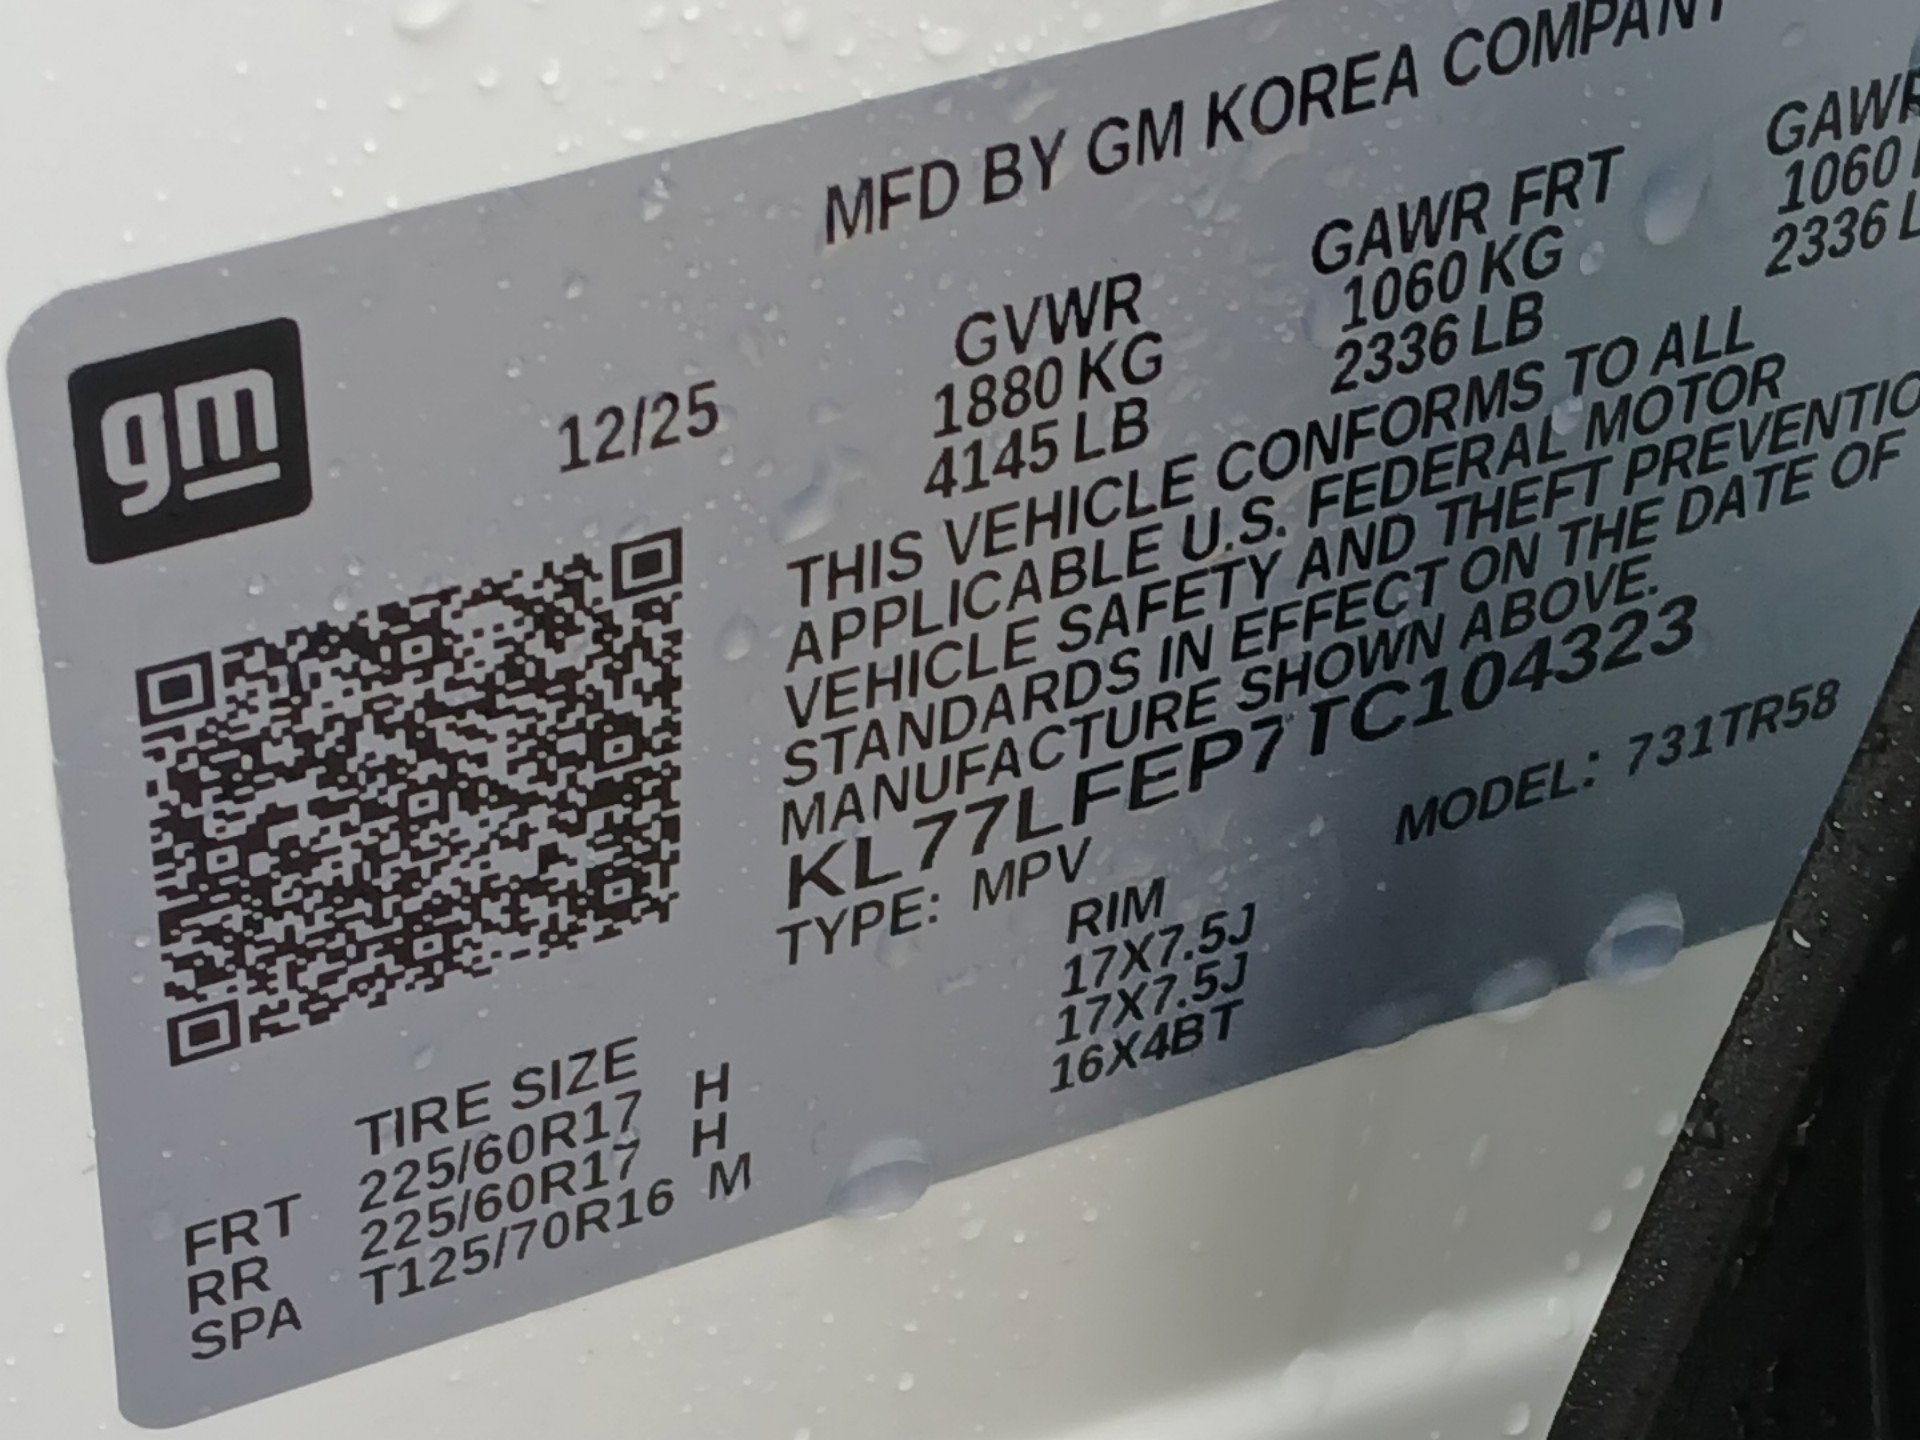 MFD BY GM KOREA COMPANY
gm
12/25
GVWR
1880 KG
4145 LB
GAWR FRT
1060 KG
2336 LB
GAWR
1060
2336
THIS VEHICLE CONFORMS TO ALL
APPLICABLE U.S. FEDERAL MOTOR
VEHICLE SAFETY AND THEFT PREVENTIO
STANDARDS IN EFFECT ON THE DATE OF
MANUFACTURE SHOWN ABOVE.
KL77LFEP7TC104323
TYPE: MPV
MODEL: 731TR58
TIRE SIZE RIM
FRT 225/60R17 H 17X7.5J
RR 225/60R17 H 17X7.5J
SPA T125/70R16 M 16X4BT